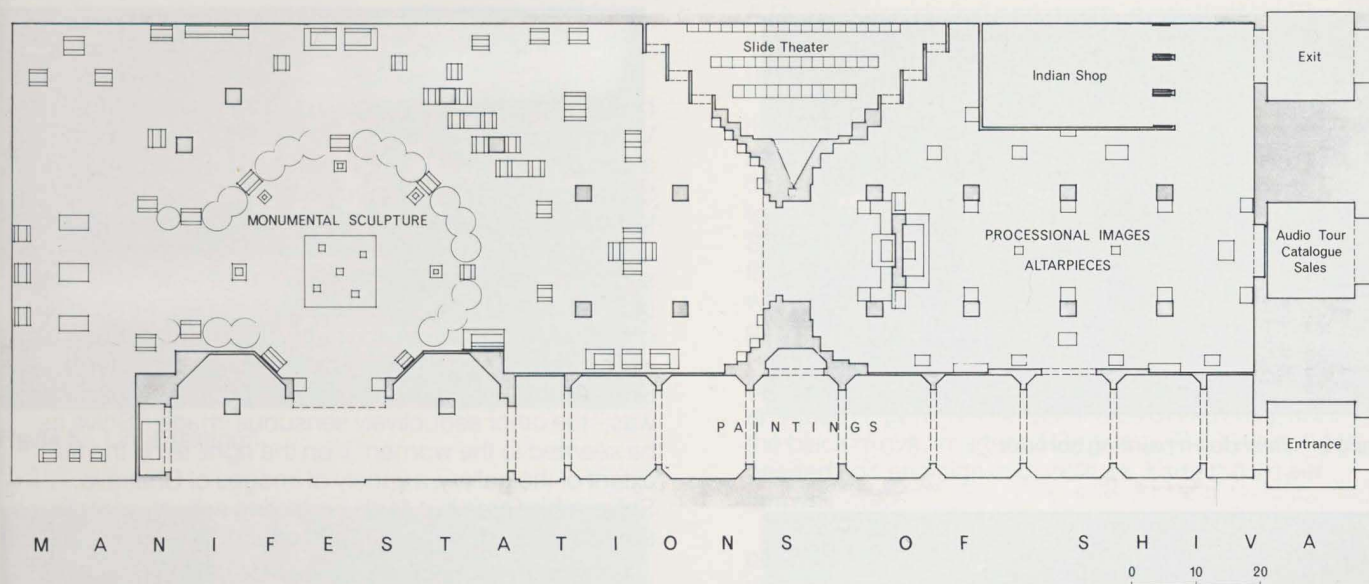 Slide Theater
Indian Shop
Exit
MONUMENTAL SCULPTURE
PROCESSIONAL IMAGES
ALTARPIECES
Audio Tour
Catalogue
Sales
PAINTINGS
Entrance
MANIFESTATIONS OF SHIVA
0 10 20